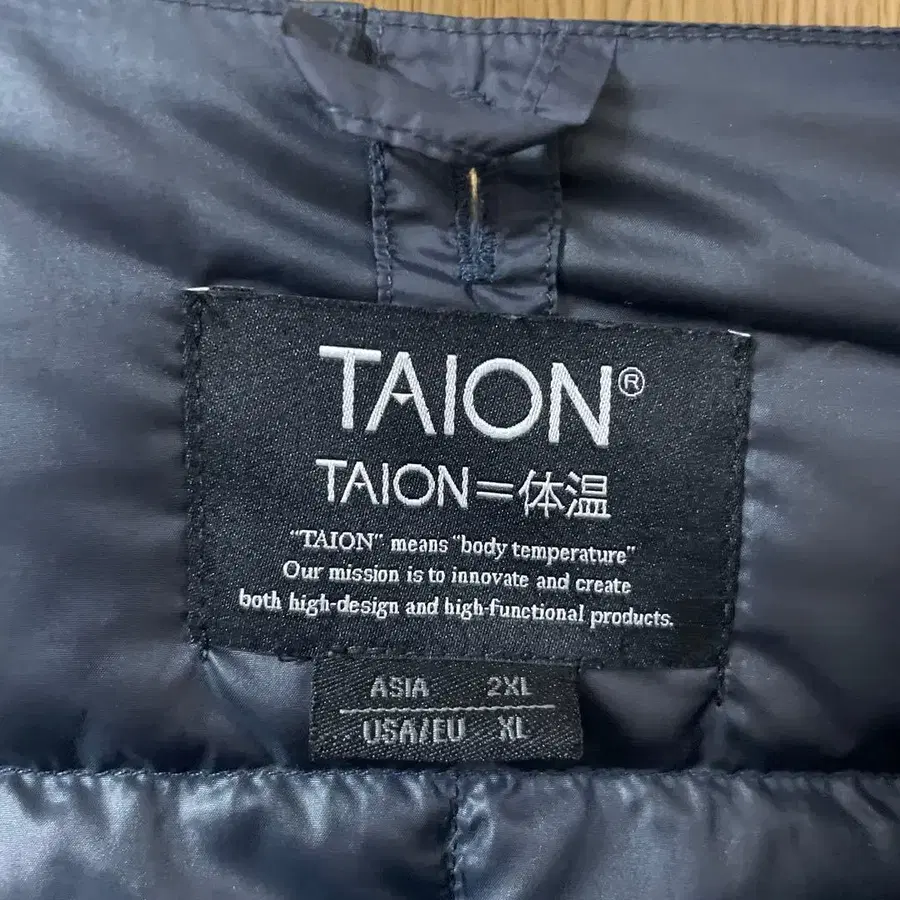 TAION®
TAION=体温
"TAION" means "body temperature"
Our mission is to innovate and create
both high-design and high-functional products.
ASIA 2XL
USA/EU XL